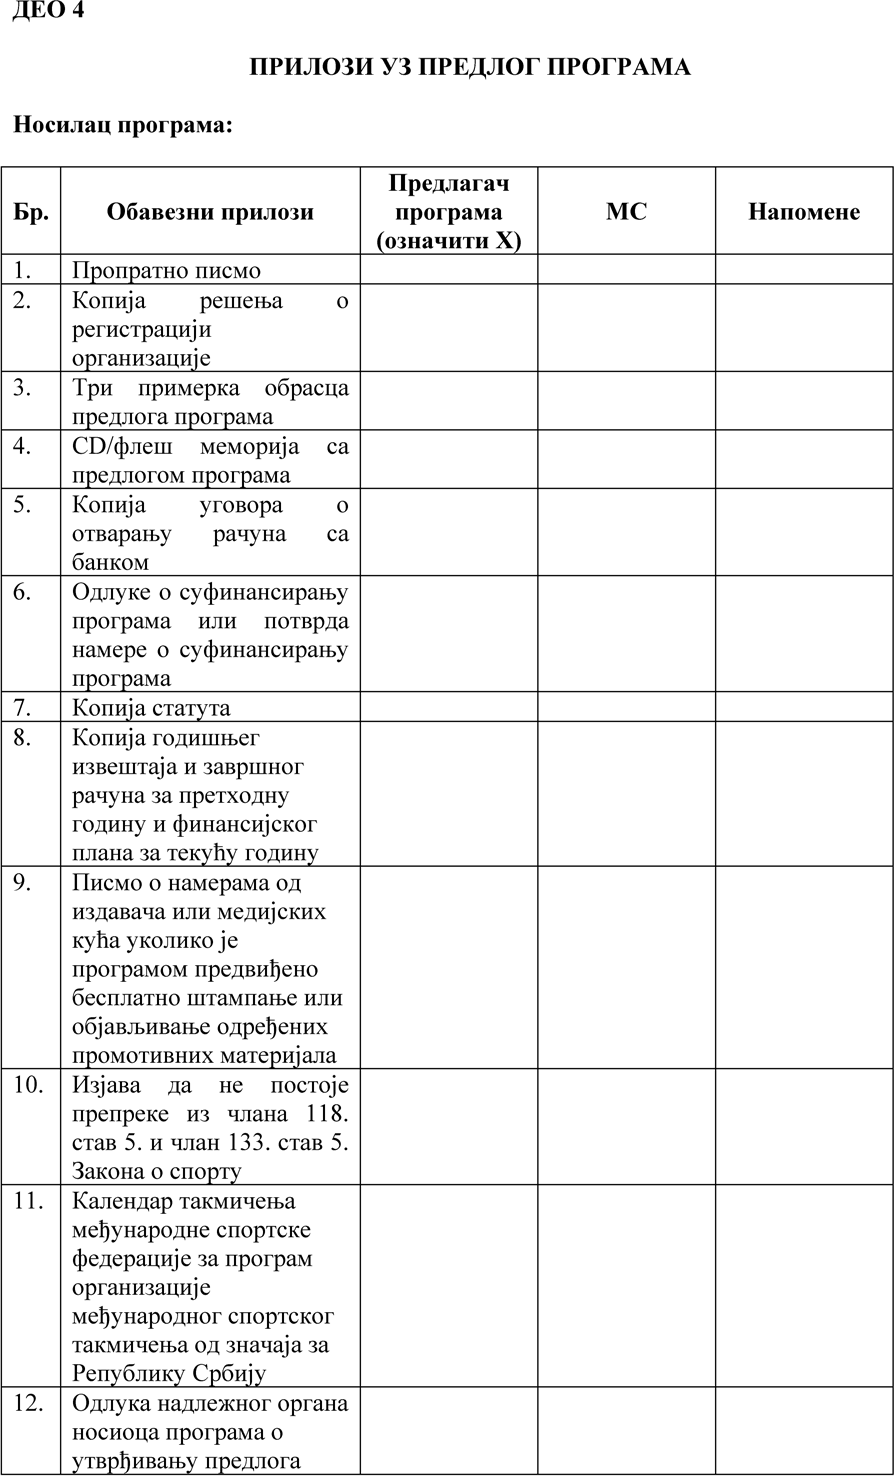 ДЕО 4
ПРИЛОЗИ УЗ ПРЕДЛОГ ПРОГРАМА
Носилац програма:
Бр. Обавезни прилози Предлагач програма (означити X) МС Напомене
1. Пропратно писмо
2. Копија решења о
регистрацији
организације
3. Три примерка обрасца
предлога програма
4. CD/флеш меморија са
предлогом програма
5. Копија уговора о
отварању рачуна са
банком
6. Одлуке о суфинансирању
програма или потврда
намере о суфинансирању
програма
7. Копија статута
8. Копија годишњег
извештаја и завршног
рачуна за претходну
годину и финансијског
плана за текућу годину
9. Писмо о намерама од
издавача или медијских
кућа уколико је
програмом предвиђено
бесплатно штампање или
објављивање одређених
промотивних материјала
10. Изјава да не постоје
препреке из члана 118.
став 5. и члан 133. став 5.
Закона о спорту
11. Календар такмичења
међународне спортске
федерације за програм
организације
међународног спортског
такмичења од значаја за
Републику Србију
12. Одлука надлежног органа
носиоца програма о
утврђивању предлога